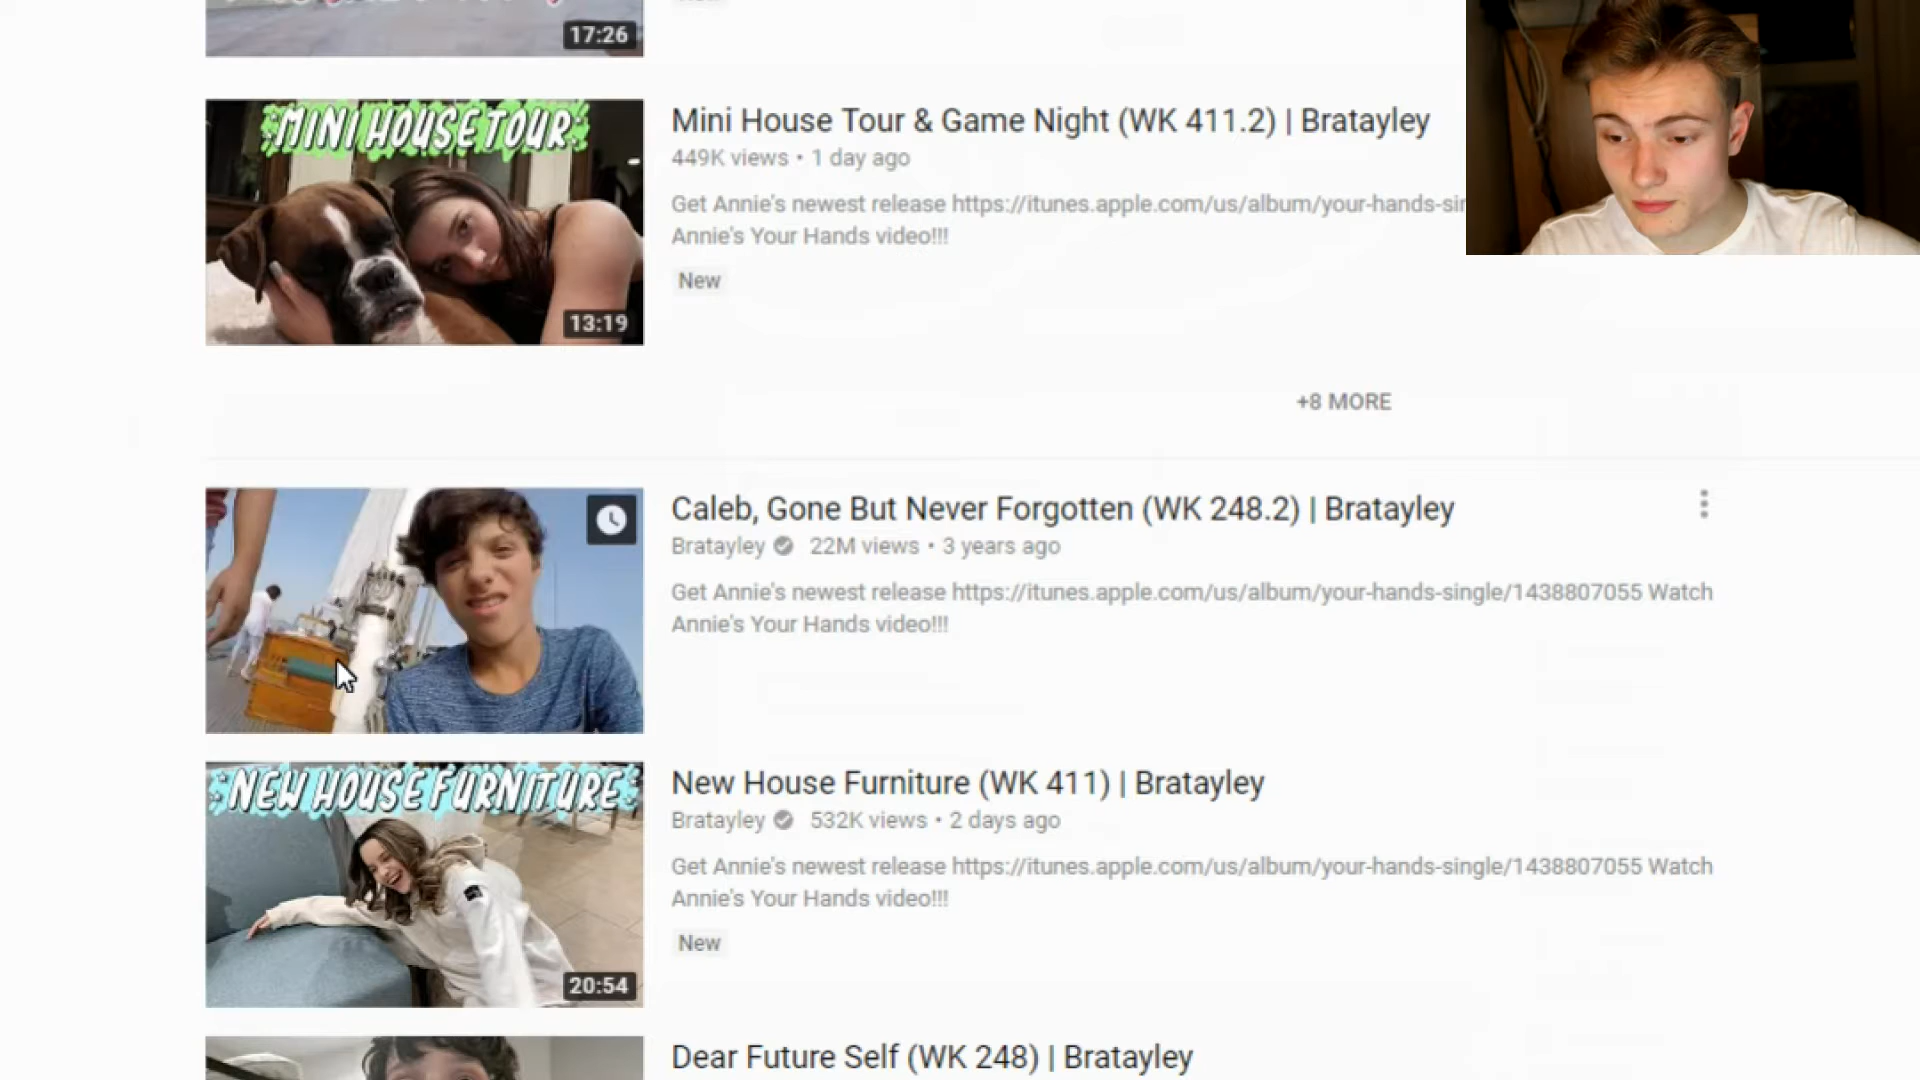 17:26
MINI HOUSE TOUR
13:19
Mini House Tour & Game Night (WK 411.2) | Bratayley
449K views • 1 day ago
Get Annie's newest release https://itunes.apple.com/us/album/your-hands-sin
Annie's Your Hands video!!!
New
+8 MORE
Caleb, Gone But Never Forgotten (WK 248.2) | Bratayley
Bratayley 22M views • 3 years ago
Get Annie's newest release https://itunes.apple.com/us/album/your-hands-single/1438807055 Watch
Annie's Your Hands video!!!
NEW HOUSE FURNITURE
20:54
New House Furniture (WK 411) | Bratayley
Bratayley 532K views • 2 days ago
Get Annie's newest release https://itunes.apple.com/us/album/your-hands-single/1438807055 Watch
Annie's Your Hands video!!!
New
Dear Future Self (WK 248) | Bratayley